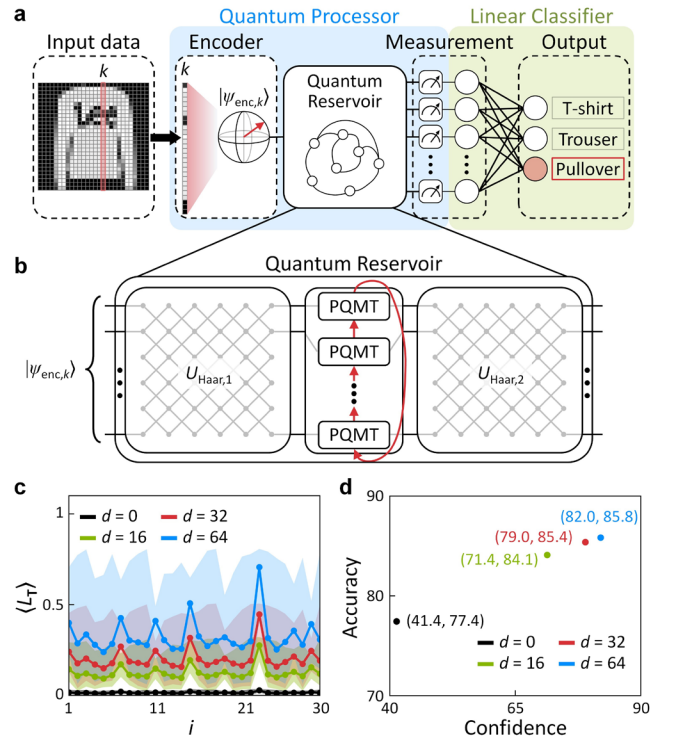 a
Quantum Processor
Linear Classifier
Input data
Encoder
Measurement
Output
k
k
|ψenc,k⟩
Quantum
Reservoir
Lee
T-shirt
Trouser
Pullover
b
Quantum Reservoir
|ψenc,k⟩
UHaar,1
PQMT
PQMT
PQMT
UHaar,2
c
⟨LT⟩
1
0.5
0
d = 0
d = 32
d = 16
d = 64
1
11
21
30
i
d
Accuracy
90
70
(82.0, 85.8)
(79.0, 85.4)
(71.4, 84.1)
(41.4, 77.4)
d = 0
d = 32
d = 16
d = 64
40
65
90
Confidence